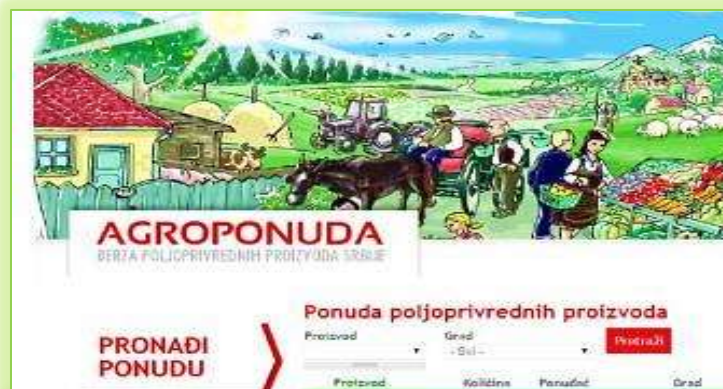 AGROPONUDA
BERZA POLJOPRIVREDNIH PROIZVODA SRBIJE
Ponuda poljoprivrednih proizvoda
Proizvod Grad
- Svi -
Pretraži
PRONAĐI
PONUDU
Proizvod Količina Ponuđač Grad